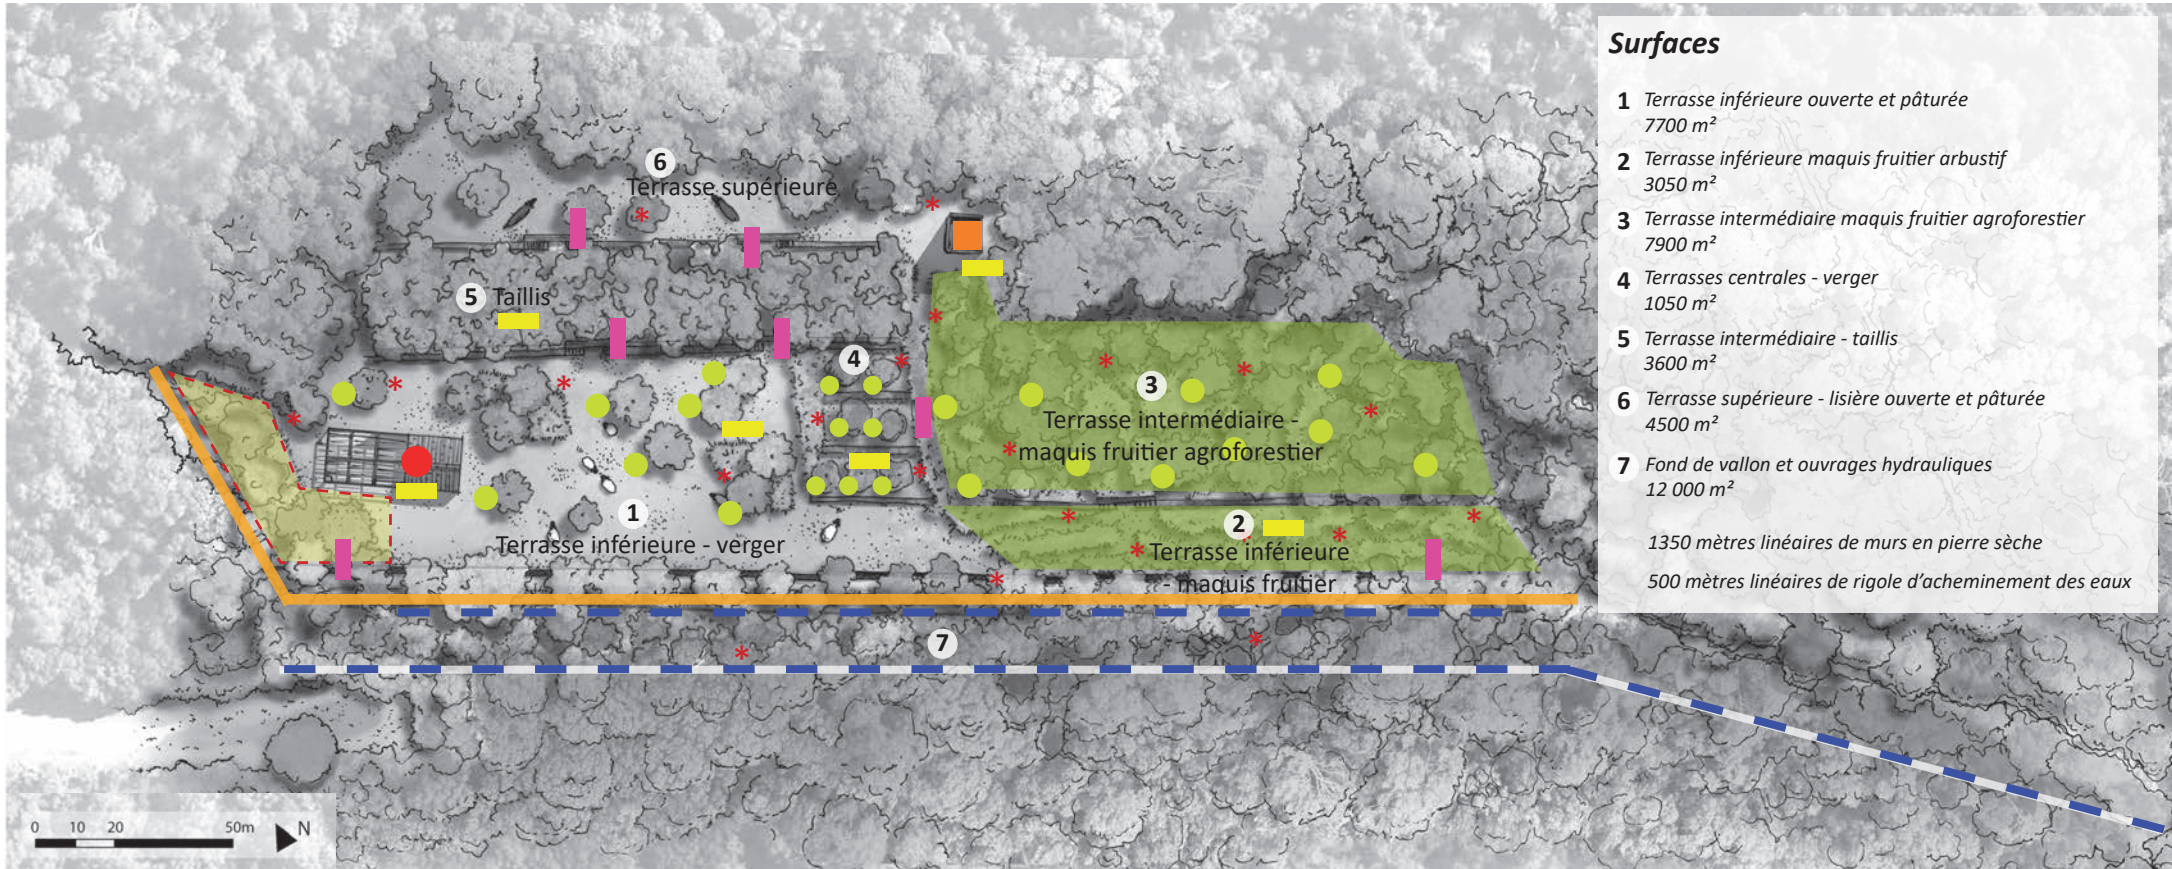 Surfaces
1 Terrasse inférieure ouverte et pâturée
7700 m²
2 Terrasse inférieure maquis fruitier arbustif
3050 m²
3 Terrasse intermédiaire maquis fruitier agroforestier
7900 m²
4 Terrasses centrales - verger
1050 m²
5 Terrasse intermédiaire - taillis
3600 m²
6 Terrasse supérieure - lisière ouverte et pâturée
4500 m²
7 Fond de vallon et ouvrages hydrauliques
12 000 m²
1350 mètres linéaires de murs en pierre sèche
500 mètres linéaires de rigole d'acheminement des eaux
6
Terrasse supérieure
5 Taillis
4
3
Terrasse intermédiaire -
maquis fruitier agroforestier
1
Terrasse inférieure - verger
2
Terrasse inférieure
- maquis fruitier
7
0 10 20 50m N